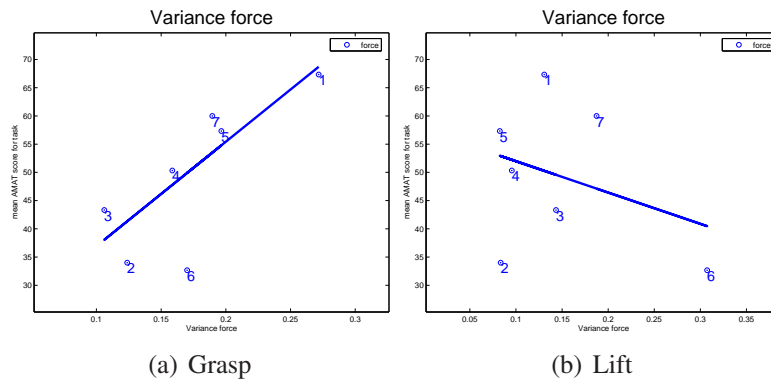 Variance force
force
mean AMAT score for task
70
65
60
55
50
45
40
35
30
1
7
5
4
3
2
6
0.1 0.15 0.2 0.25 0.3
Variance force
(a) Grasp
Variance force
force
mean AMAT score for task
70
65
60
55
50
45
40
35
30
1
7
5
4
3
2
6
0.05 0.1 0.15 0.2 0.25 0.3 0.35
Variance force
(b) Lift